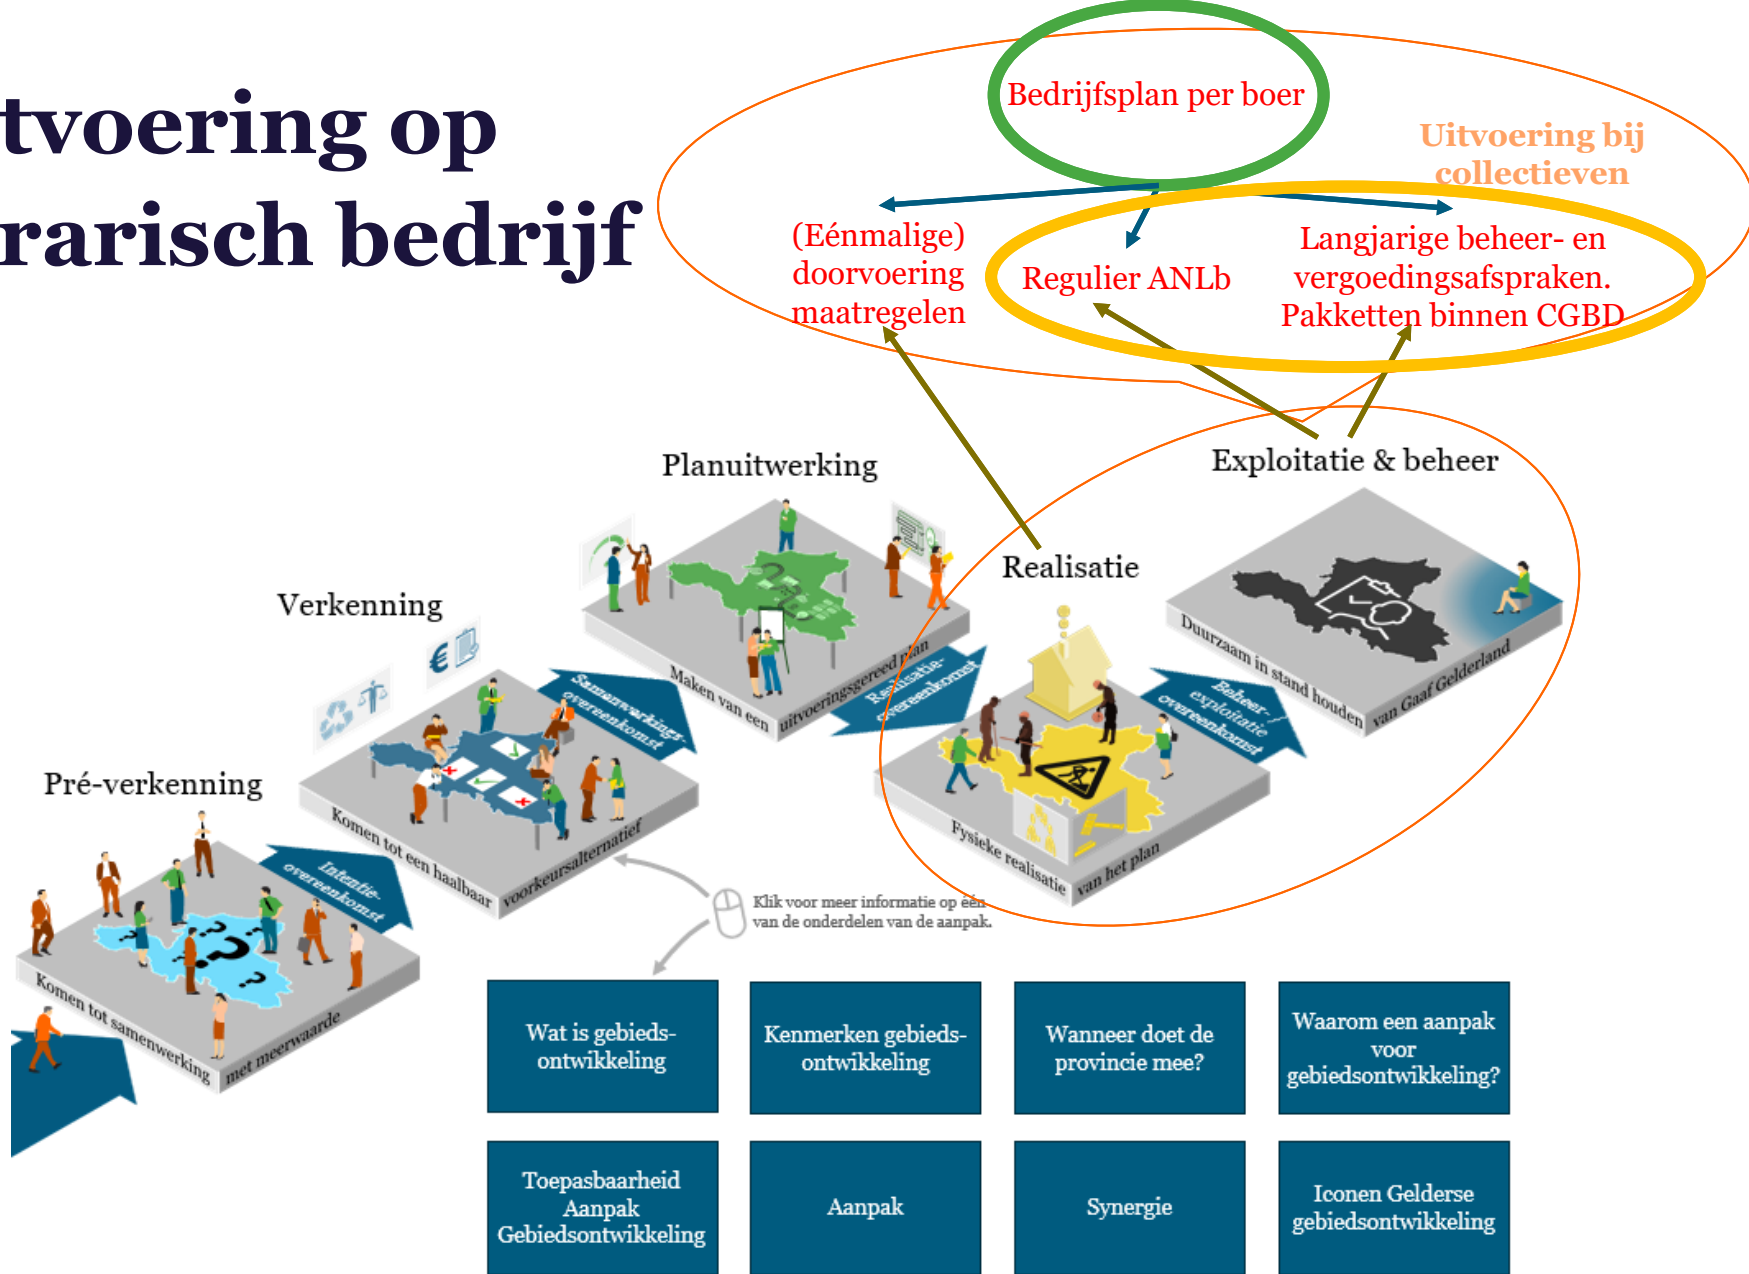 tvoering op
rarisch bedrijf
Bedrijfsplan per boer
Uitvoering bij
collectieven
(Eénmalige)
doorvoering
maatregelen
Regulier ANLb
Langjarige beheer- en
vergoedingsafspraken.
Pakketten binnen CGBD
Planuitwerking
Exploitatie & beheer
Realisatie
Verkenning
Pré-verkenning
Maken van een
uitvoeringsgereed plan
Duurzaam in stand houden
van Gaaf Gelderland
Samenwerkings-
overeenkomst
Realisatie-
overeenkomst
Beheer-/
exploitatie
overeenkomst
Komen tot een haalbaar
voorkeursalternatief
Fysieke realisatie
van het plan
Intentie-
overeenkomst
Komen tot samenwerking
met meerwaarde
Klik voor meer informatie op één
van de onderdelen van de aanpak.
Wat is gebieds-
ontwikkeling
Kenmerken gebieds-
ontwikkeling
Wanneer doet de
provincie mee?
Waarom een aanpak
voor
gebiedsontwikkeling?
Toepasbaarheid
Aanpak
Gebiedsontwikkeling
Aanpak
Synergie
Iconen Gelderse
gebiedsontwikkeling